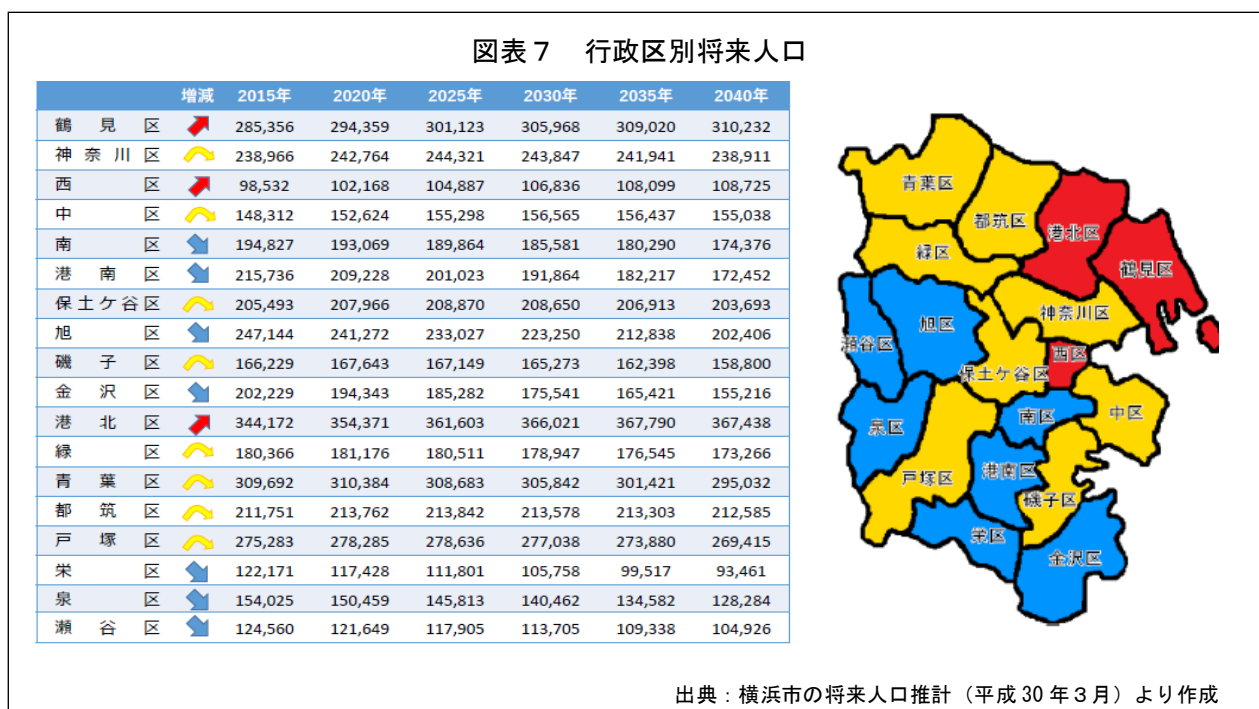 図表７　行政区別将来人口
増減 2015年 2020年 2025年 2030年 2035年 2040年
鶴見区 285,356 294,359 301,123 305,968 309,020 310,232
神奈川区 238,966 242,764 244,321 243,847 241,941 238,911
西区 98,532 102,168 104,887 106,836 108,099 108,725
中区 148,312 152,624 155,298 156,565 156,437 155,038
南区 194,827 193,069 189,864 185,581 180,290 174,376
港南区 215,736 209,228 201,023 191,864 182,217 172,452
保土ケ谷区 205,493 207,966 208,870 208,650 206,913 203,693
旭区 247,144 241,272 233,027 223,250 212,838 202,406
磯子区 166,229 167,643 167,149 165,273 162,398 158,800
金沢区 202,229 194,343 185,282 175,541 165,421 155,216
港北区 344,172 354,371 361,603 366,021 367,790 367,438
緑区 180,366 181,176 180,511 178,947 176,545 173,266
青葉区 309,692 310,384 308,683 305,842 301,421 295,032
都筑区 211,751 213,762 213,842 213,578 213,303 212,585
戸塚区 275,283 278,285 278,636 277,038 273,880 269,415
栄区 122,171 117,428 111,801 105,758 99,517 93,461
泉区 154,025 150,459 145,813 140,462 134,582 128,284
瀬谷区 124,560 121,649 117,905 113,705 109,338 104,926
青葉区
都筑区
港北区
緑区
鶴見区
神奈川区
旭区
瀬谷区
西区
保土ケ谷区
中区
南区
泉区
港南区
戸塚区
磯子区
栄区
金沢区
出典：横浜市の将来人口推計（平成30年３月）より作成